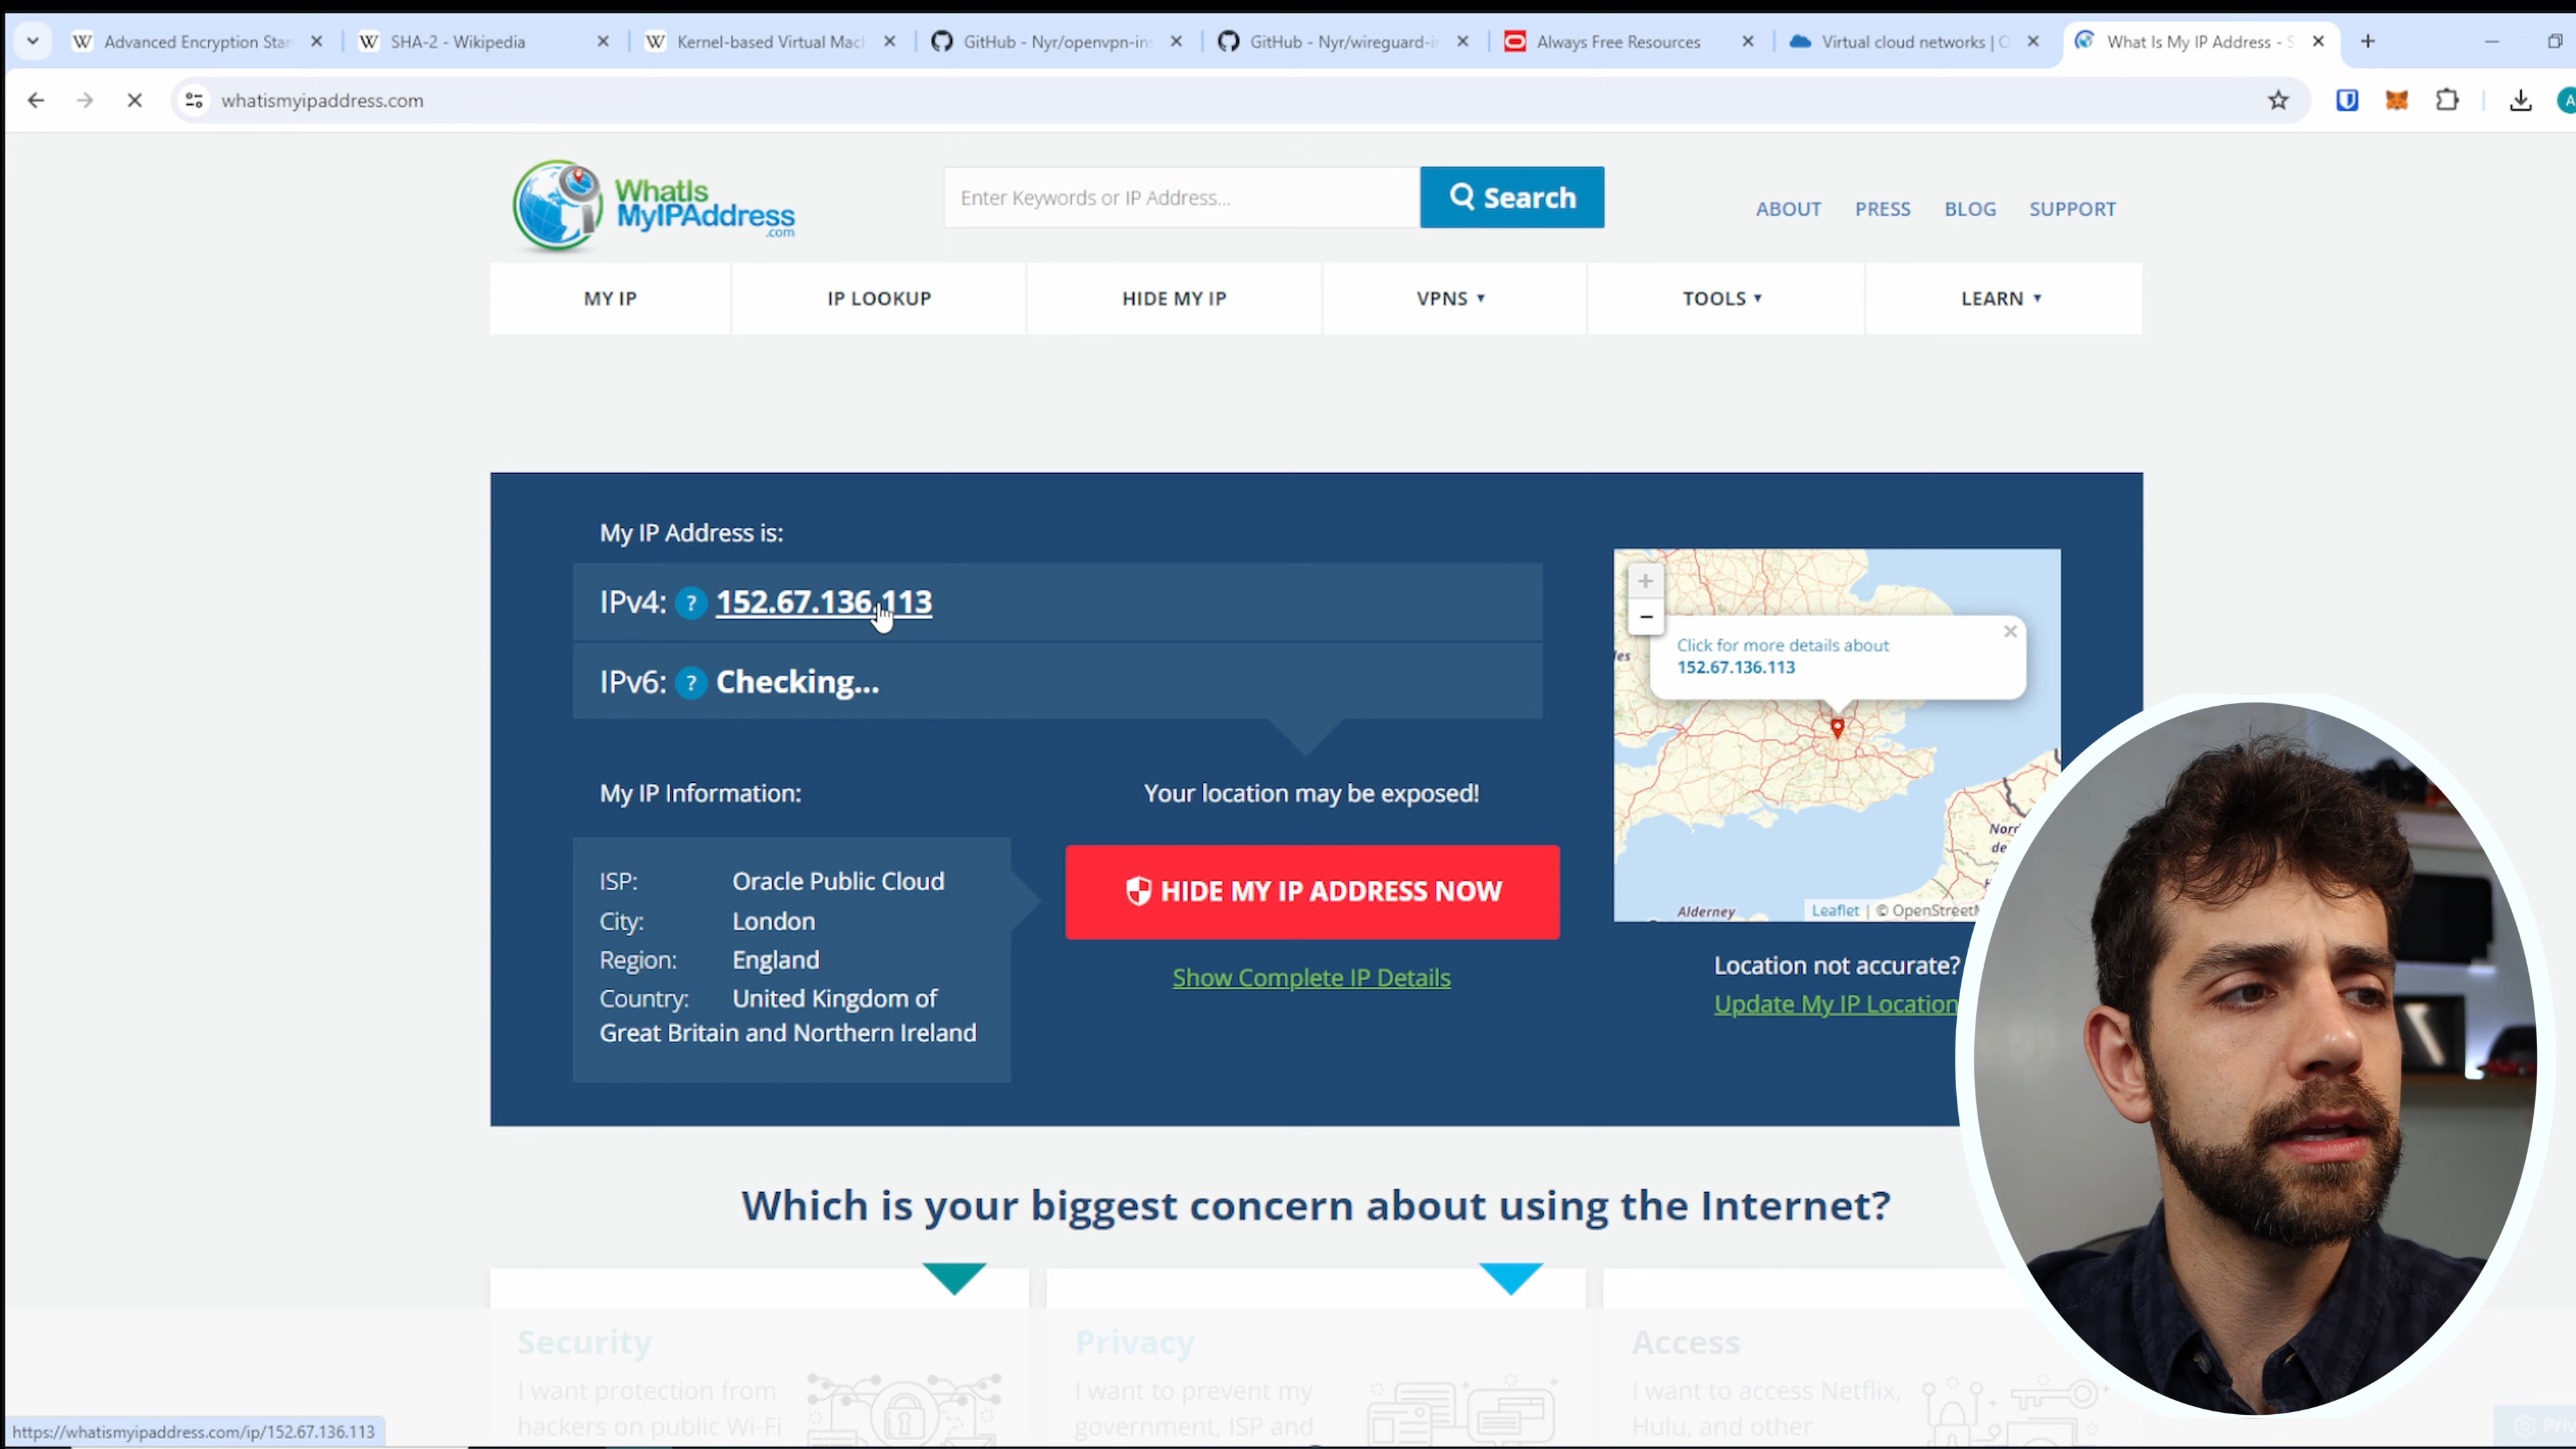 Advanced Encryption Stan
SHA-2 - Wikipedia
Kernel-based Virtual Mach
GitHub - Nyr/openvpn-ins
GitHub - Nyr/wireguard-in
Always Free Resources
Virtual cloud networks | O
What Is My IP Address - S
whatismyipaddress.com
WhatIs
MyIPAddress
.com
Enter Keywords or IP Address...
Search
ABOUT
PRESS
BLOG
SUPPORT
MY IP
IP LOOKUP
HIDE MY IP
VPNS
TOOLS
LEARN
My IP Address is:
IPv4: ? 152.67.136.113
IPv6: ? Checking...
Click for more details about
152.67.136.113
Alderney
Leaflet | © OpenStreetM
My IP Information:
Your location may be exposed!
ISP: Oracle Public Cloud
City: London
Region: England
Country: United Kingdom of
Great Britain and Northern Ireland
HIDE MY IP ADDRESS NOW
Show Complete IP Details
Location not accurate?
Update My IP Location
Which is your biggest concern about using the Internet?
Security
I want protection from
hackers on public Wi-Fi
Privacy
I want to prevent my
government, ISP and
Access
I want to access Netflix,
Hulu, and other
https://whatismyipaddress.com/ip/152.67.136.113